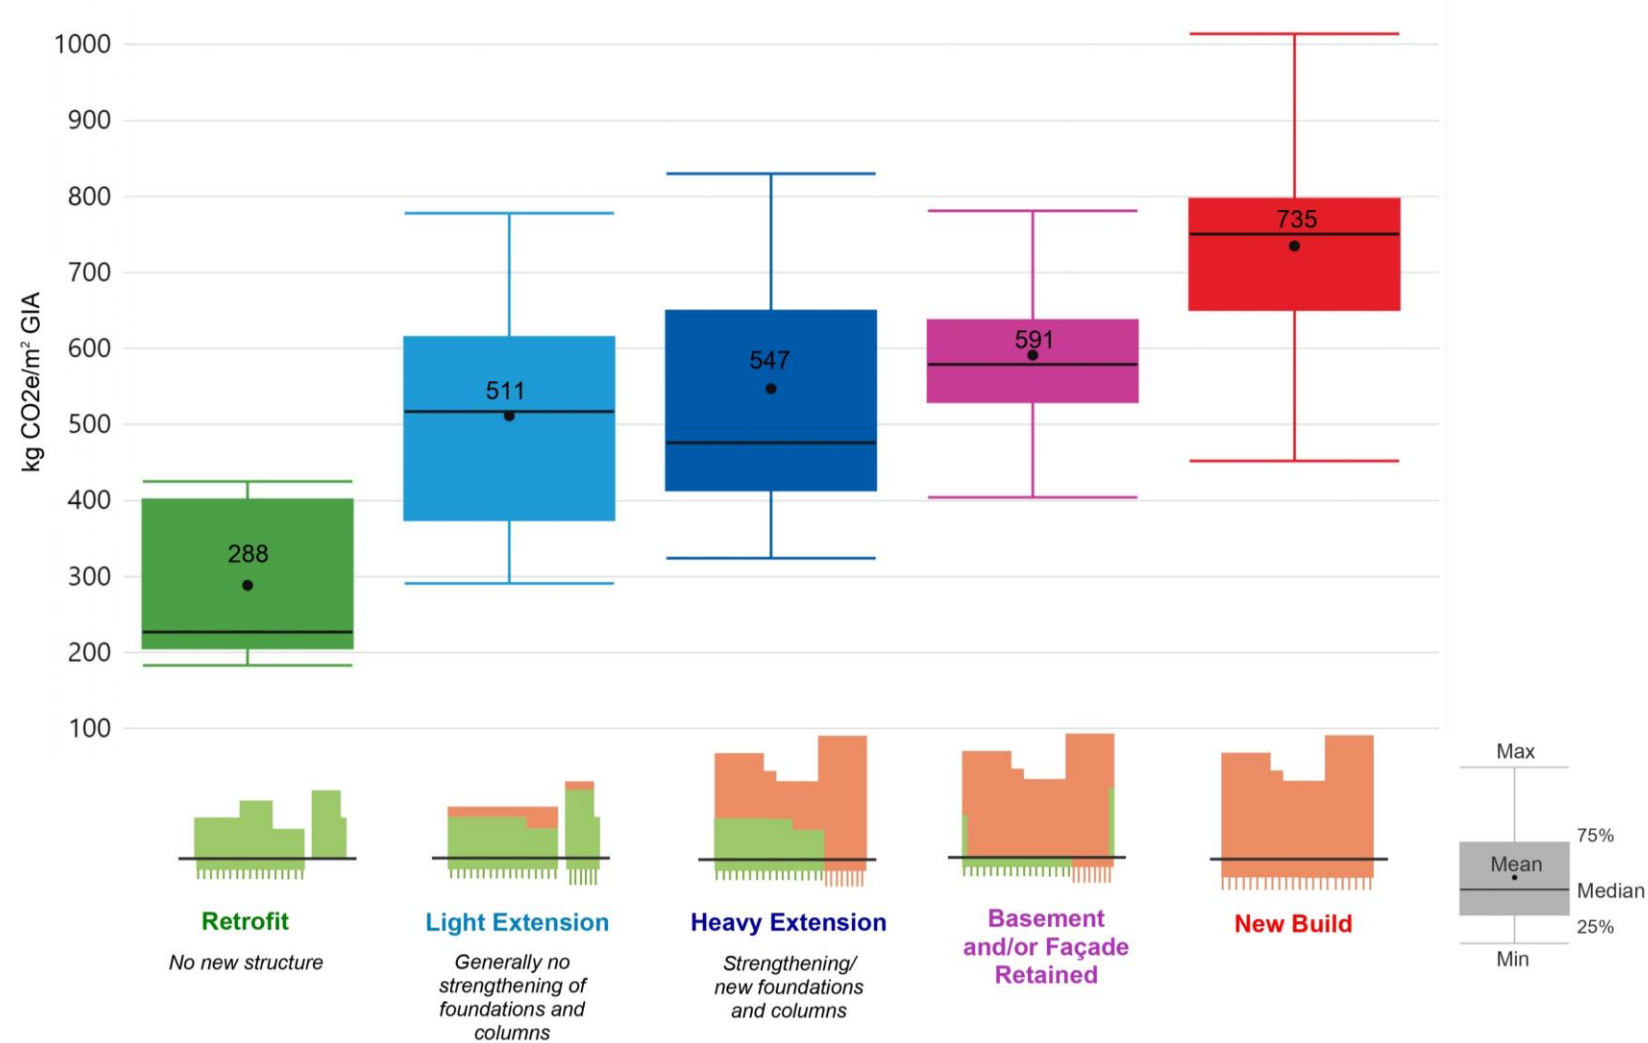 kg CO2e/m² GIA
1000
900
800
700
600
500
400
300
200
100
288
511
547
591
735
Retrofit
No new structure
Light Extension
Generally no
strengthening of
foundations and
columns
Heavy Extension
Strengthening/
new foundations
and columns
Basement
and/or Façade
Retained
New Build
Max
75%
Mean
Median
25%
Min